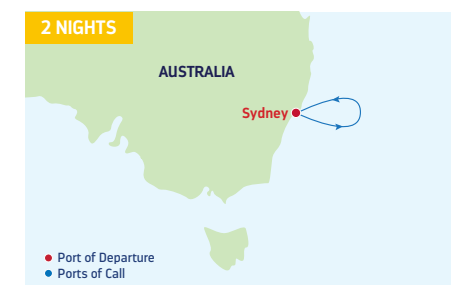 2 NIGHTS
AUSTRALIA
Sydney
Port of Departure
Ports of Call